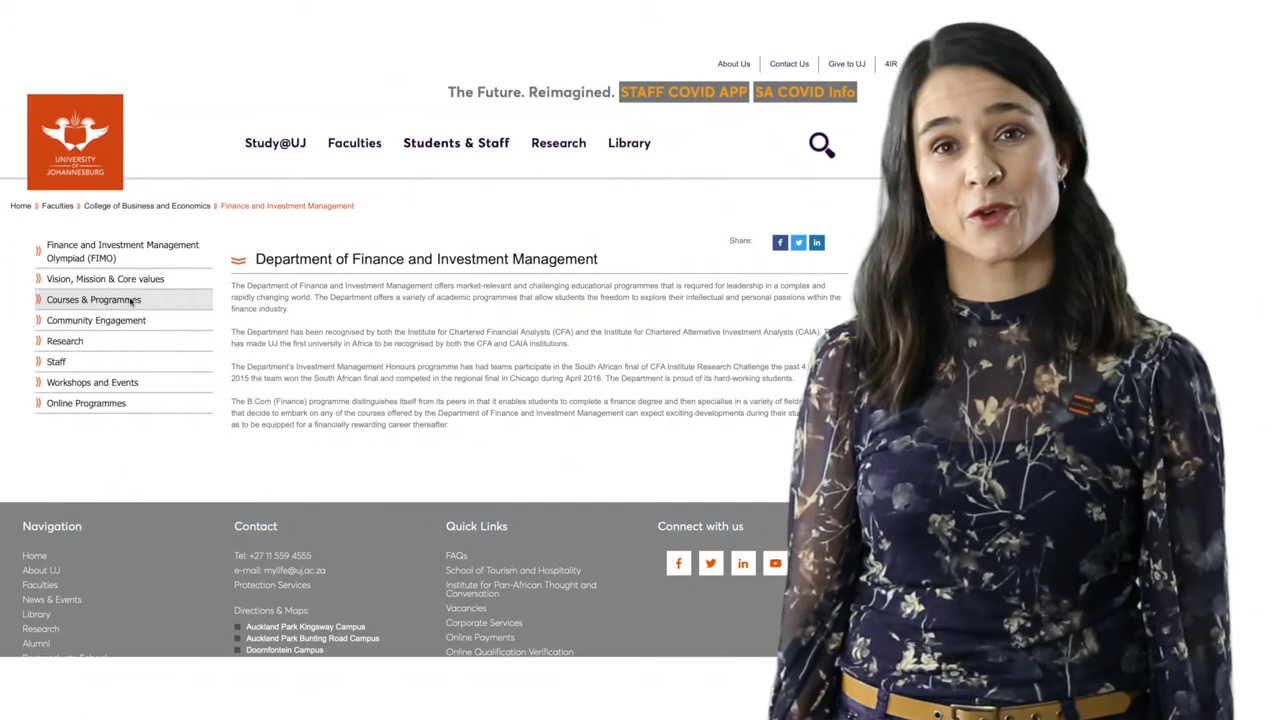 About Us
Contact Us
Give to UJ
4IR
The Future. Reimagined.
STAFF COVID APP
SA COVID Info
UNIVERSITY
OF
JOHANNESBURG
Study@UJ
Faculties
Students & Staff
Research
Library
Home
Faculties
College of Business and Economics
Finance and Investment Management
Finance and Investment Management
Olympiad (FIMO)
Vision, Mission & Core values
Courses & Programmes
Community Engagement
Research
Staff
Workshops and Events
Online Programmes
Share:
Department of Finance and Investment Management
The Department of Finance and Investment Management offers market-relevant and challenging educational programmes that is required for leadership in a complex and
rapidly changing world. The Department offers a variety of academic programmes that allow students the freedom to explore their intellectual and personal passions within the
finance industry.
The Department has been recognised by both the Institute for Chartered Financial Analysts (CFA) and the Institute for Chartered Alternative Investment Analysts (CAIA).
has made UJ the first university in Africa to be recognised by both the CFA and CAIA institutions.
The Department's Investment Management Honours programme has had teams participate in the South African final of CFA Institute Research Challenge the past 4
2015 the team won the South African final and competed in the regional final in Chicago during April 2016. The Department is proud of its hard-working students.
The B.Com (Finance) programme distinguishes itself from its peers in that it enables students to complete a finance degree and then specialise in a variety of
that decide to embark on any of the courses offered by the Department of Finance and Investment Management can expect exciting developments during their
as to be equipped for a financially rewarding career thereafter.
Navigation
Home
About UJ
Faculties
News & Events
Library
Research
Alumni
Contact
Tel: +27 11 559 4555
e-mail: mylife@uj.ac.za
Protection Services
Directions & Maps:
Auckland Park Kingsway Campus
Auckland Park Bunting Road Campus
Doornfontein Campus
Quick Links
FAQs
School of Tourism and Hospitality
Institute for Pan-African Thought and
Conversation
Vacancies
Corporate Services
Online Payments
Online Qualification Verification
Connect with us